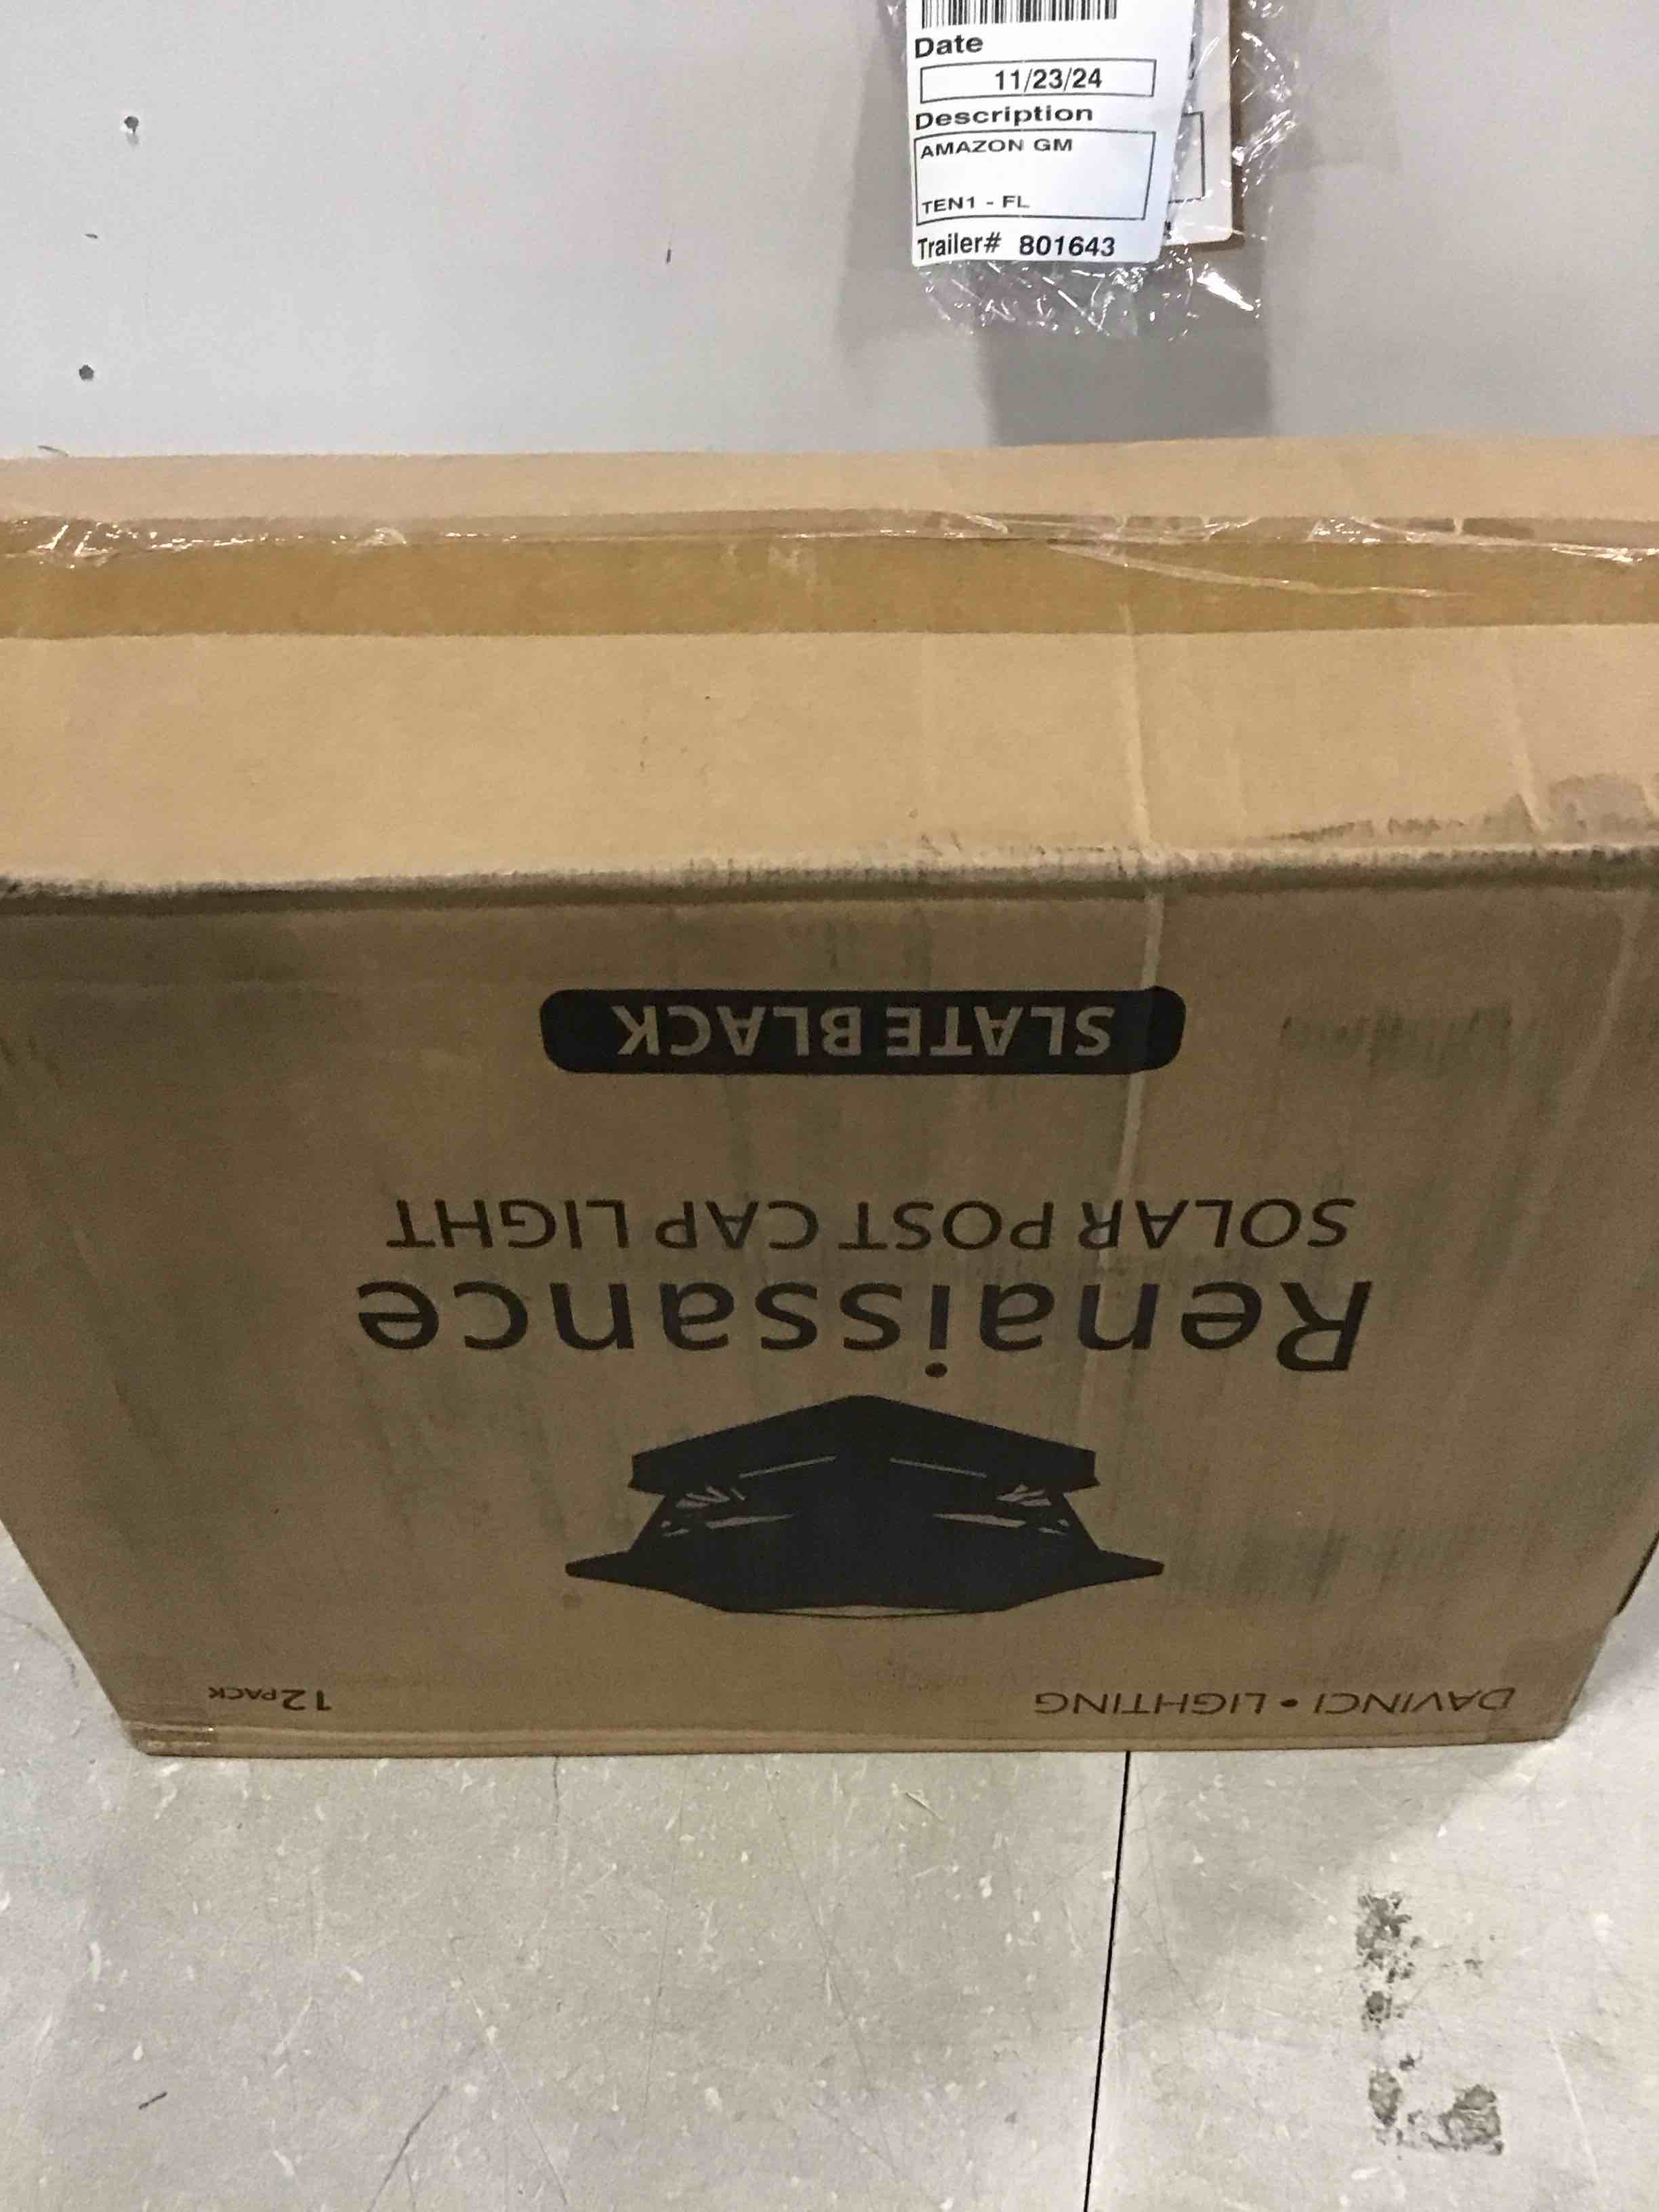 Date
11/23/24
Description
AMAZON GM
TEN1 - FL
Trailer# 801643
DAVINCI • LIGHTING
12 PACK
Renaissance
SOLAR POST CAP LIGHT
SLATE BLACK